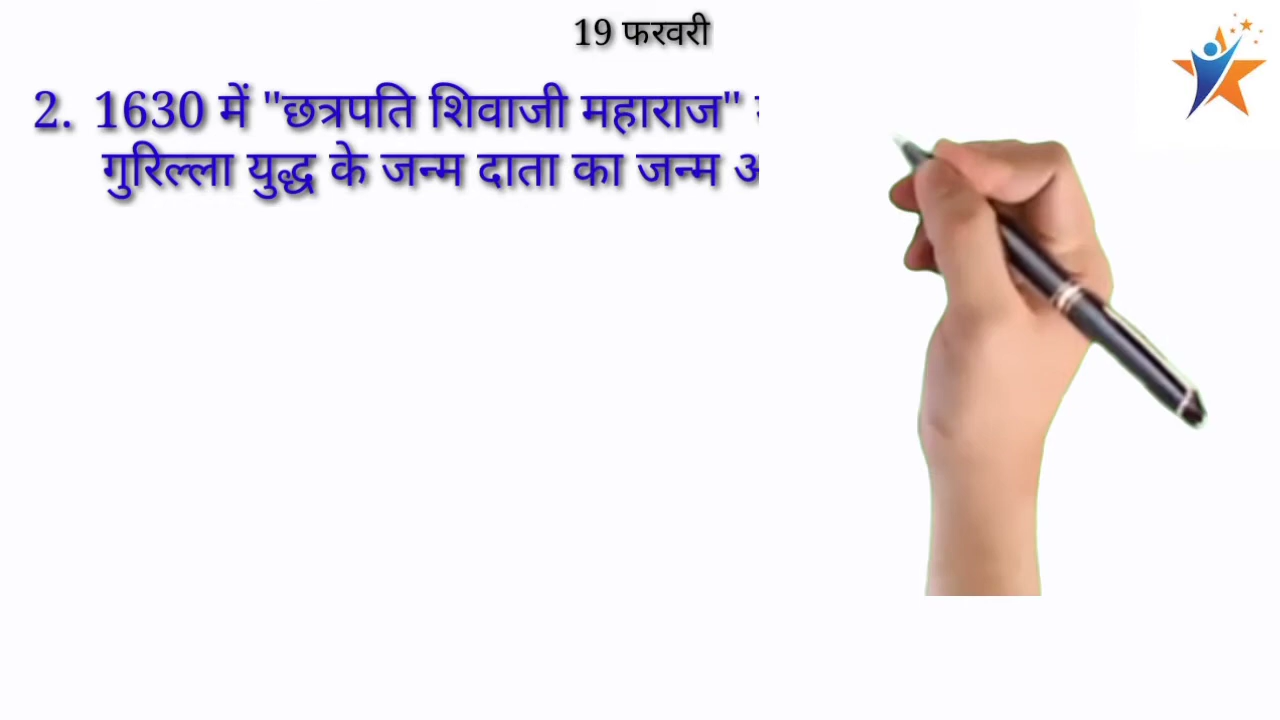 19 फरवरी
2. 1630 में "छत्रपति शिवाजी महाराज"
गुरिल्ला युद्ध के जन्म दाता का जन्म